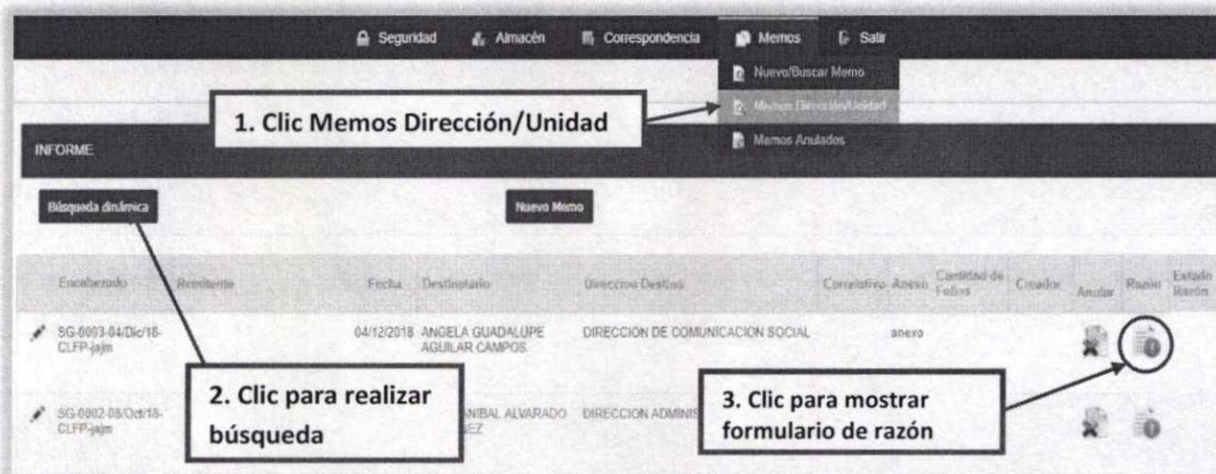 Seguridad Almacén Correspondencia Memos Salir
Nuevo/Buscar Memo
1. Clic Memos Dirección/Unidad
Memos Dirección/Unidad
Memos Anulados
INFORME
Búsqueda dinámica Nuevo Memo
Encabezado Remitente Fecha Destinatario Direccion Destino Correlativo Anexo Cantidad de Folios Creador Anular Razón Estado Razón
SG-0003-04/Dic/18- 04/12/2018 ANGELA GUADALUPE DIRECCION DE COMUNICACION SOCIAL anexo
CLFP-jajm AGUILAR CAMPOS
2. Clic para realizar
búsqueda
3. Clic para mostrar
formulario de razón
SG-0002-08/Oct/18- ANIBAL ALVARADO DIRECCION ADMINIS
CLFP-jajm EZ